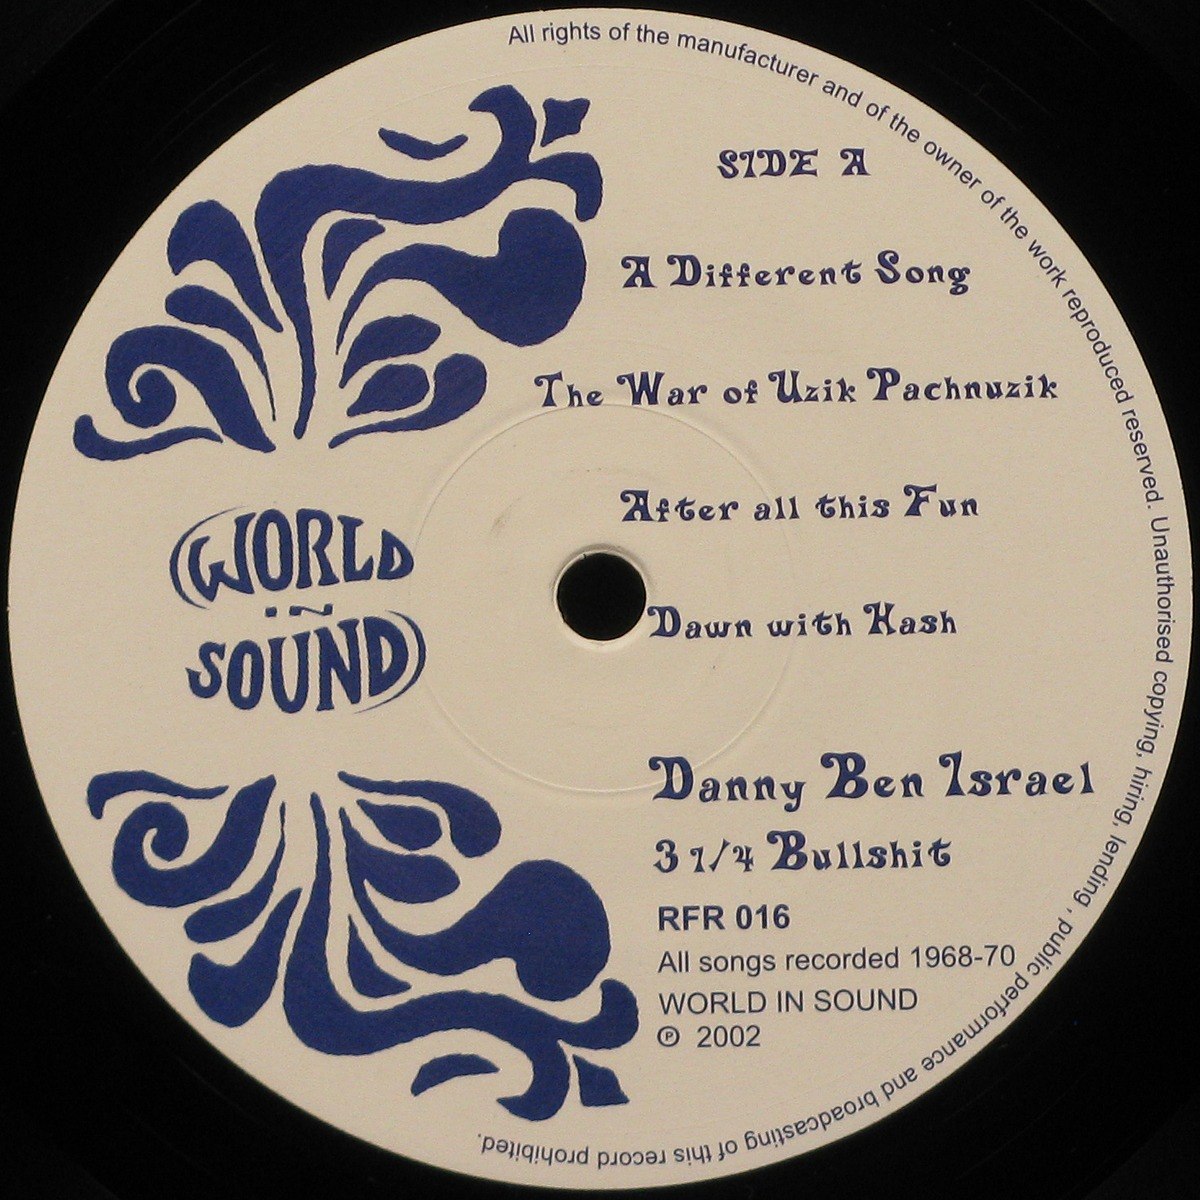 All rights of the manufacturer and of the owner of the work reproduced reserved. Unauthorised copying, hiring, lending , public performance and broadcasting of this record prohibited.
SIDE A
A Different Song
The War of Uzik Pachnuzik
After all this Fun
Dawn with Hash
WORLD
IN
SOUND
Danny Ben Israel
3 1/4 Bullshit
RFR 016
All songs recorded 1968-70
WORLD IN SOUND
℗ 2002